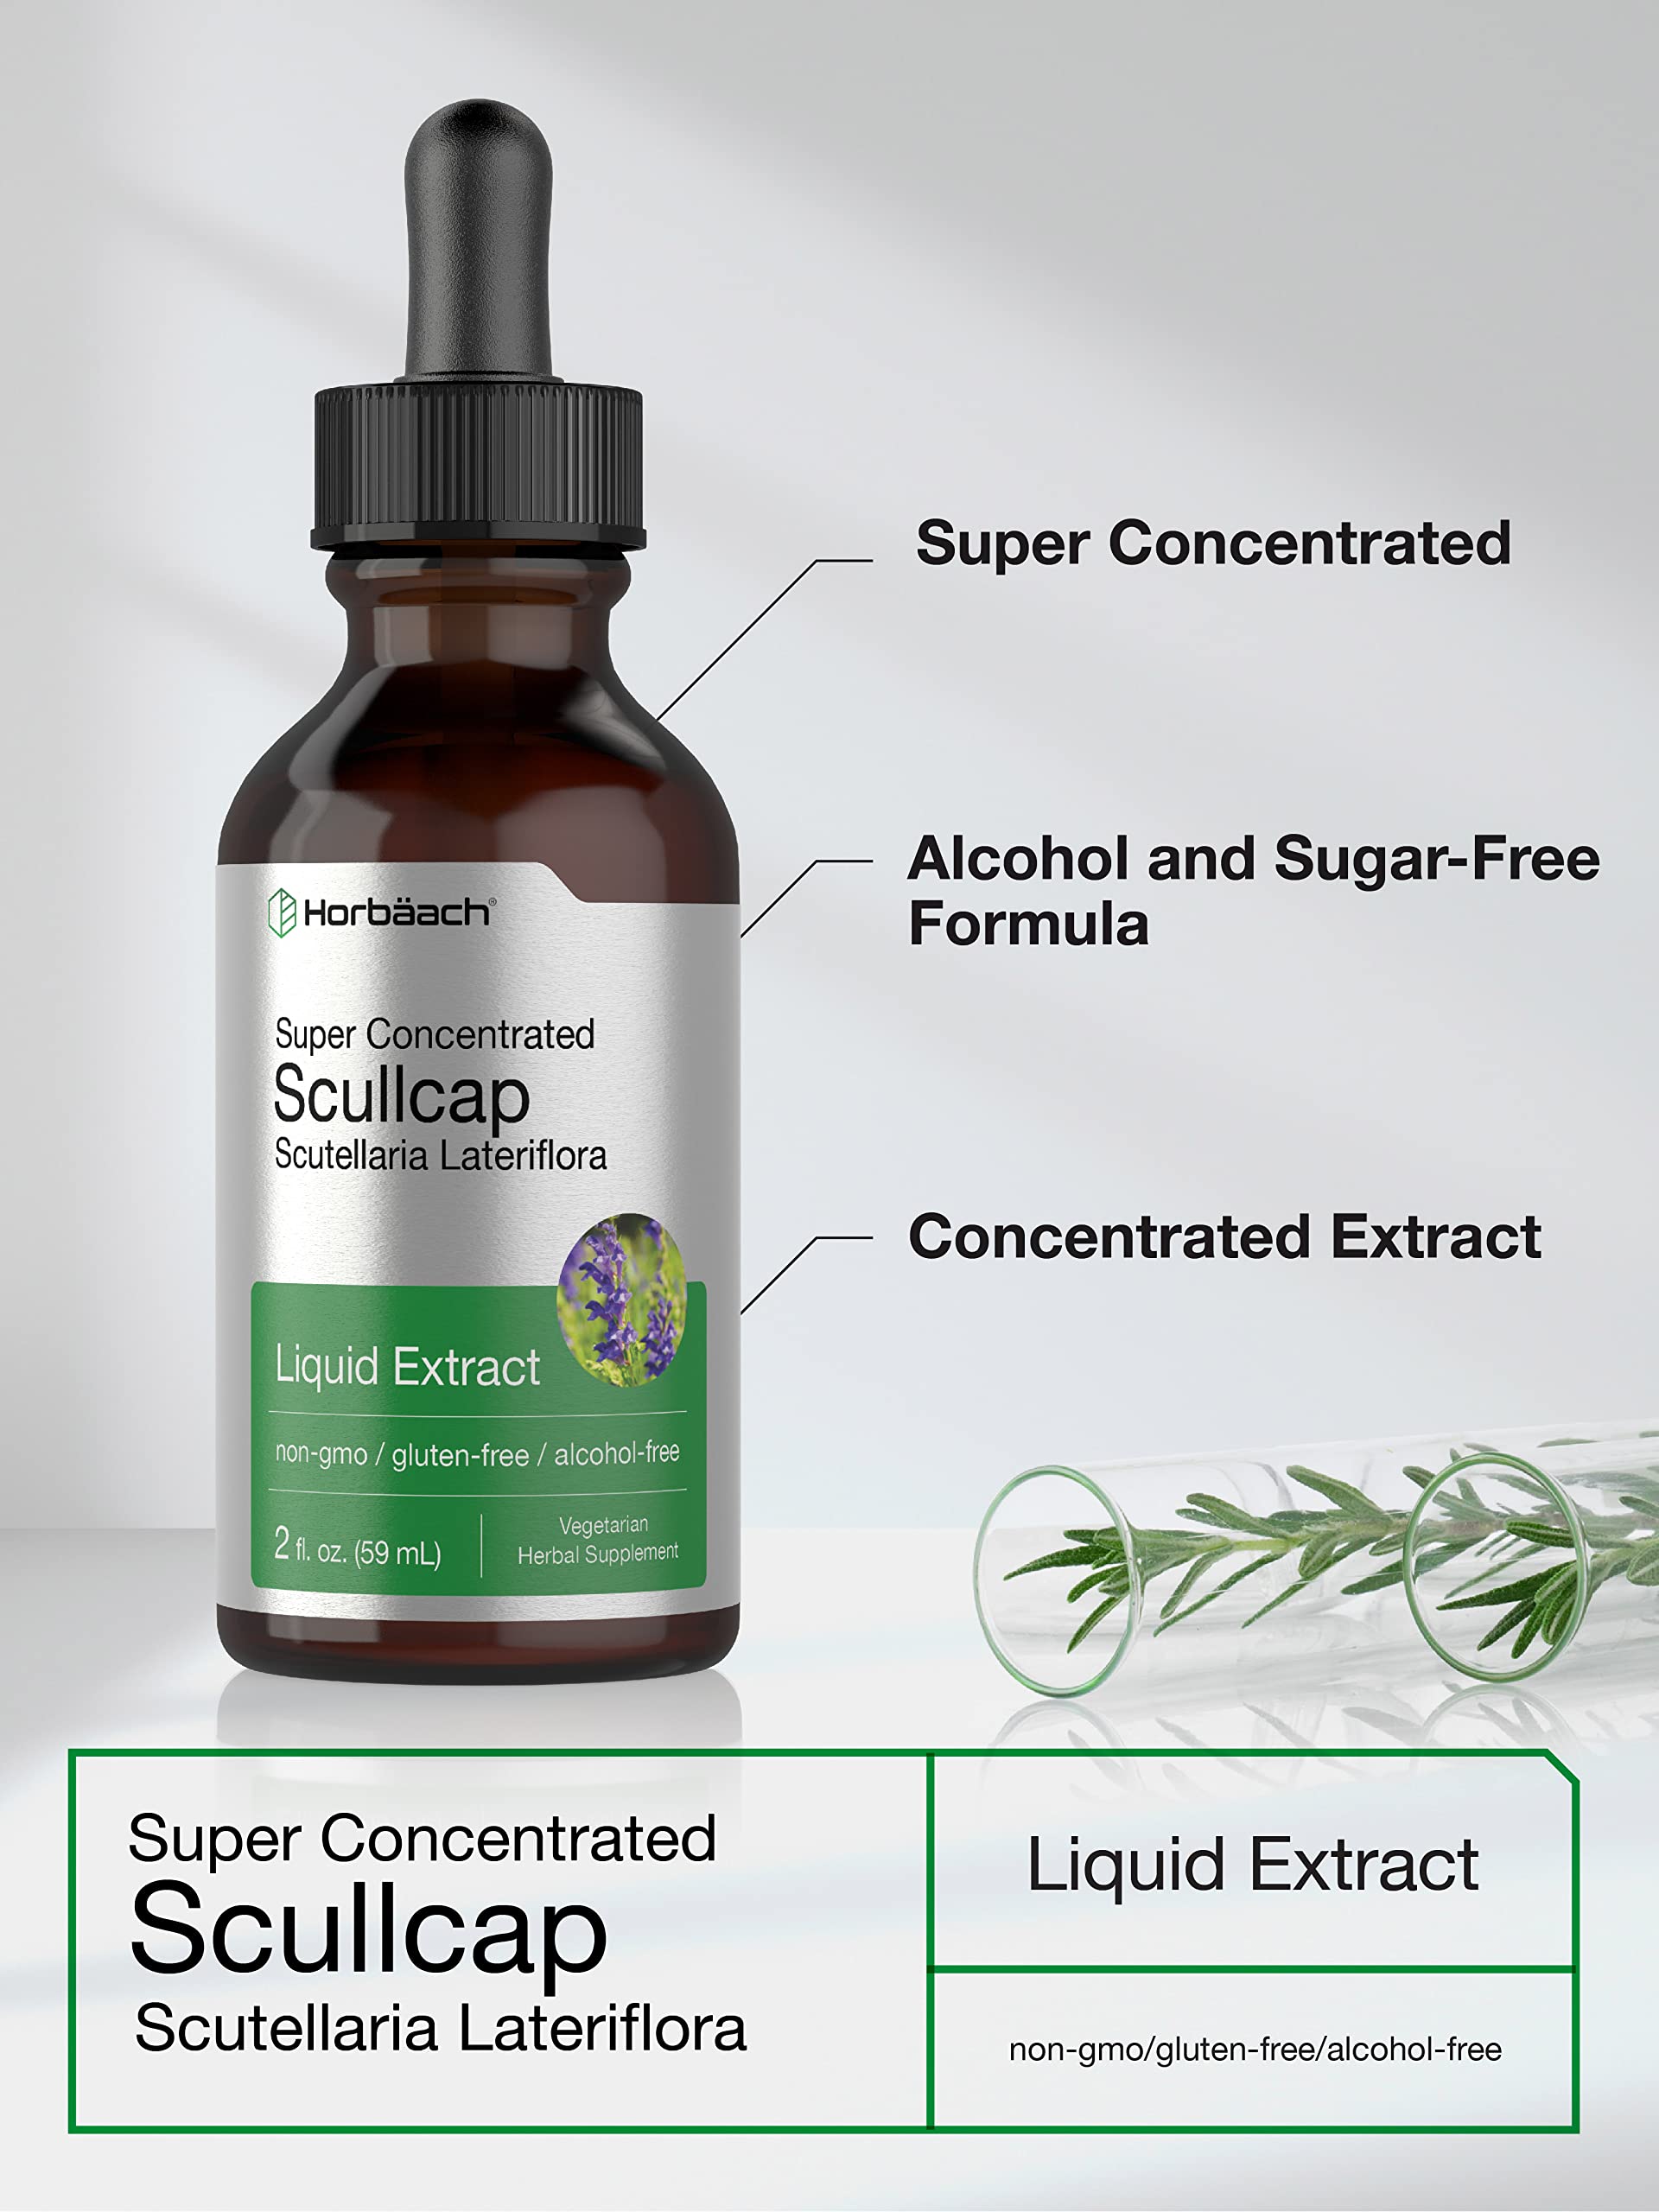 Super Concentrated
Alcohol and Sugar-Free
Formula
Concentrated Extract
Horbäach®
Super Concentrated
Scullcap
Scutellaria Lateriflora
Liquid Extract
non-gmo / gluten-free / alcohol-free
2 fl. oz. (59 mL)
Vegetarian
Herbal Supplement
Super Concentrated
Scullcap
Scutellaria Lateriflora
Liquid Extract
non-gmo/gluten-free/alcohol-free